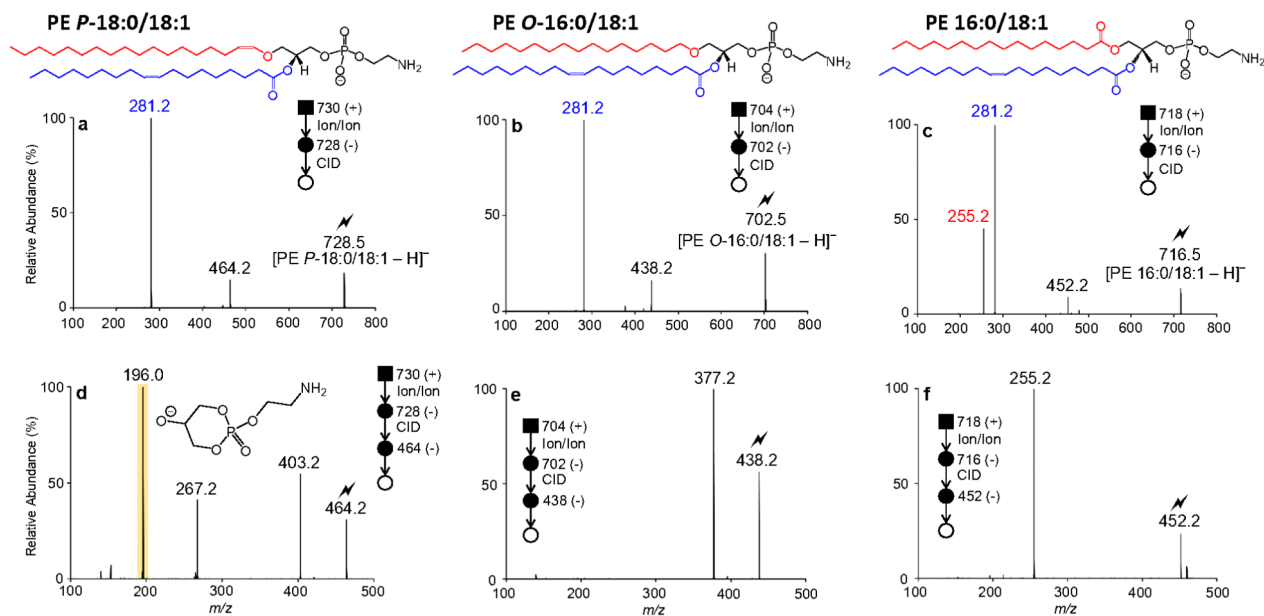 PE P-18:0/18:1
PE O-16:0/18:1
PE 16:0/18:1
O
O
P
O
O
O
NH2
H
O
O
O
P
O
O
O
NH2
H
O
O
O
O
P
O
O
O
NH2
H
O
O
a
Relative Abundance (%)
100
50
0
281.2
464.2
728.5
[PE P-18:0/18:1 – H]–
730 (+)
Ion/Ion
728 (-)
CID
100 200 300 400 500 600 700 800
b
100
50
0
281.2
438.2
702.5
[PE O-16:0/18:1 – H]–
704 (+)
Ion/Ion
702 (-)
CID
100 200 300 400 500 600 700 800
c
100
50
0
281.2
255.2
452.2
716.5
[PE 16:0/18:1 – H]–
718 (+)
Ion/Ion
716 (-)
CID
100 200 300 400 500 600 700 800
d
Relative Abundance (%)
100
50
0
196.0
267.2
403.2
464.2
NH2
O
O
O
P
O
O
730 (+)
Ion/Ion
728 (-)
CID
464 (-)
100 200 300 400 500
m/z
e
100
50
0
377.2
438.2
704 (+)
Ion/Ion
702 (-)
CID
438 (-)
100 200 300 400 500
m/z
f
100
50
0
255.2
452.2
718 (+)
Ion/Ion
716 (-)
CID
452 (-)
100 200 300 400 500
m/z